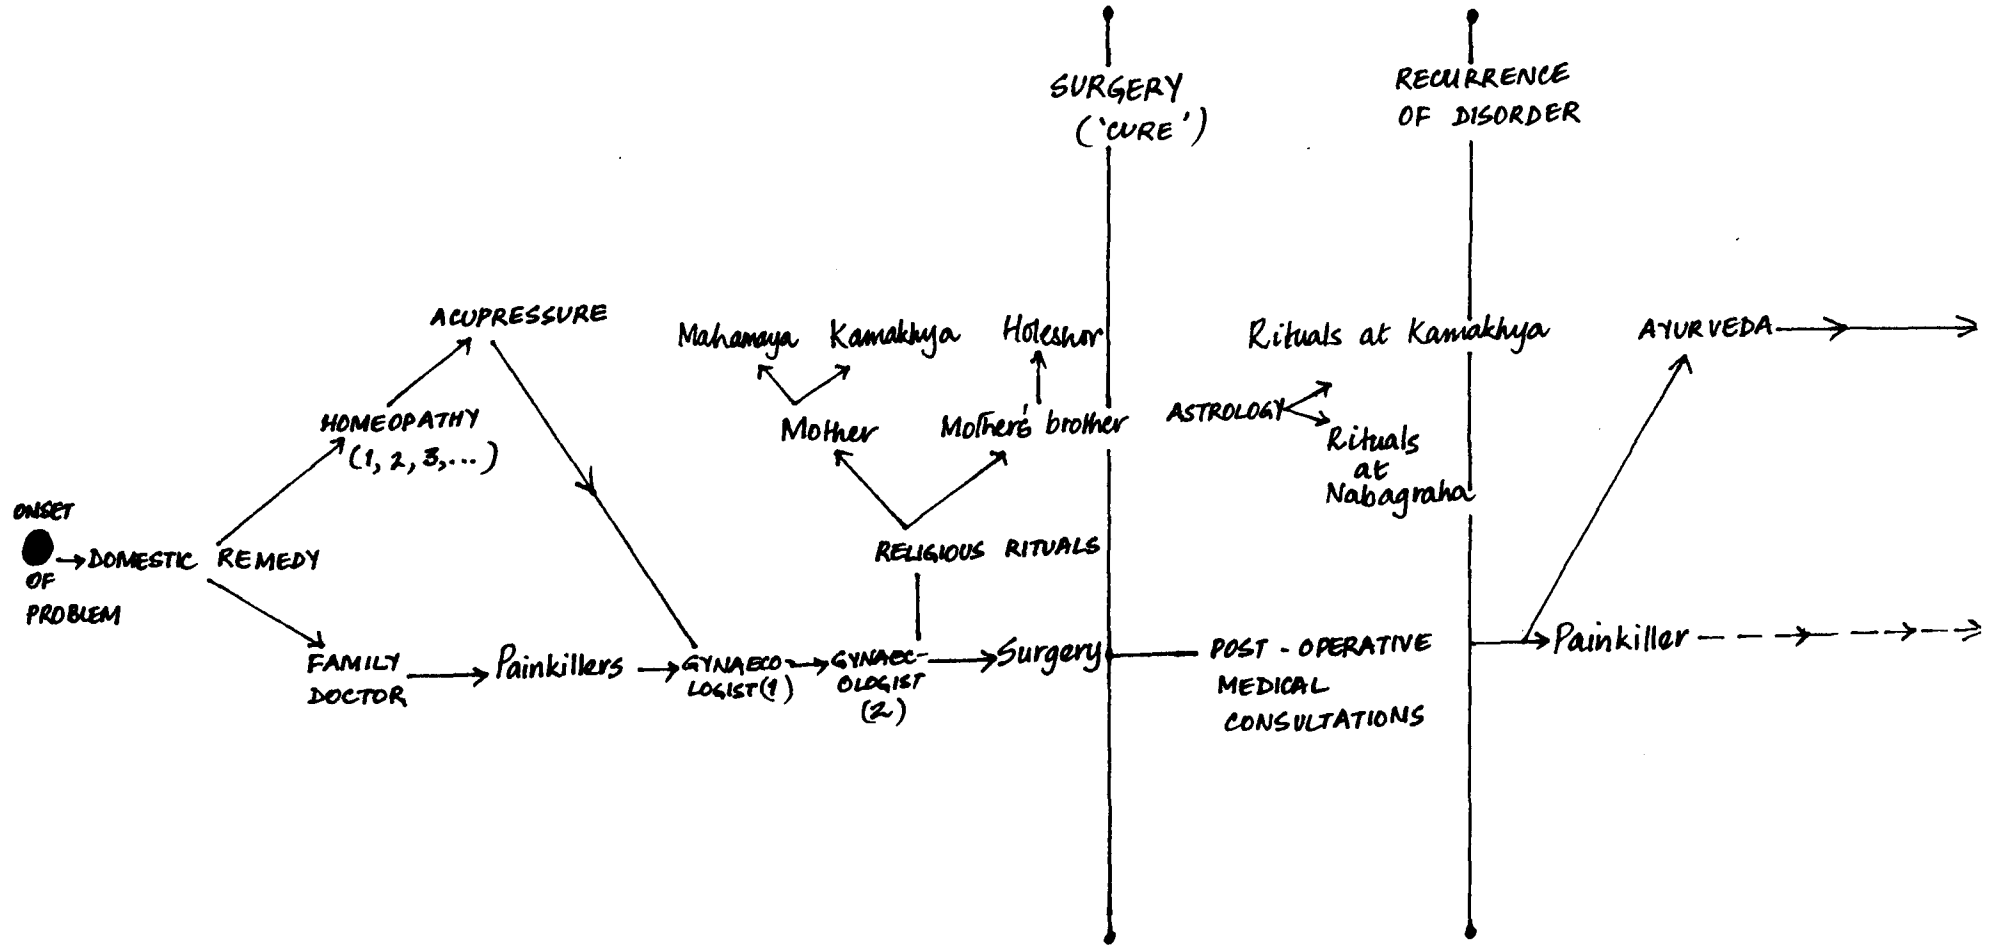 SURGERY
('CURE')
RECURRENCE
OF DISORDER
ACUPRESSURE
Mahamaya
Kamakhya
Holeshor
Rituals at Kamakhya
AYURVEDA
HOMEOPATHY
(1, 2, 3,...)
Mother
Mother's brother
ASTROLOGY
Rituals
at
Nabagraha
ONSET
OF
PROBLEM
DOMESTIC REMEDY
RELIGIOUS RITUALS
FAMILY
DOCTOR
Painkillers
GYNAECO-
LOGIST(1)
GYNAEC-
OLOGIST
(2)
Surgery
POST-OPERATIVE
MEDICAL
CONSULTATIONS
Painkiller